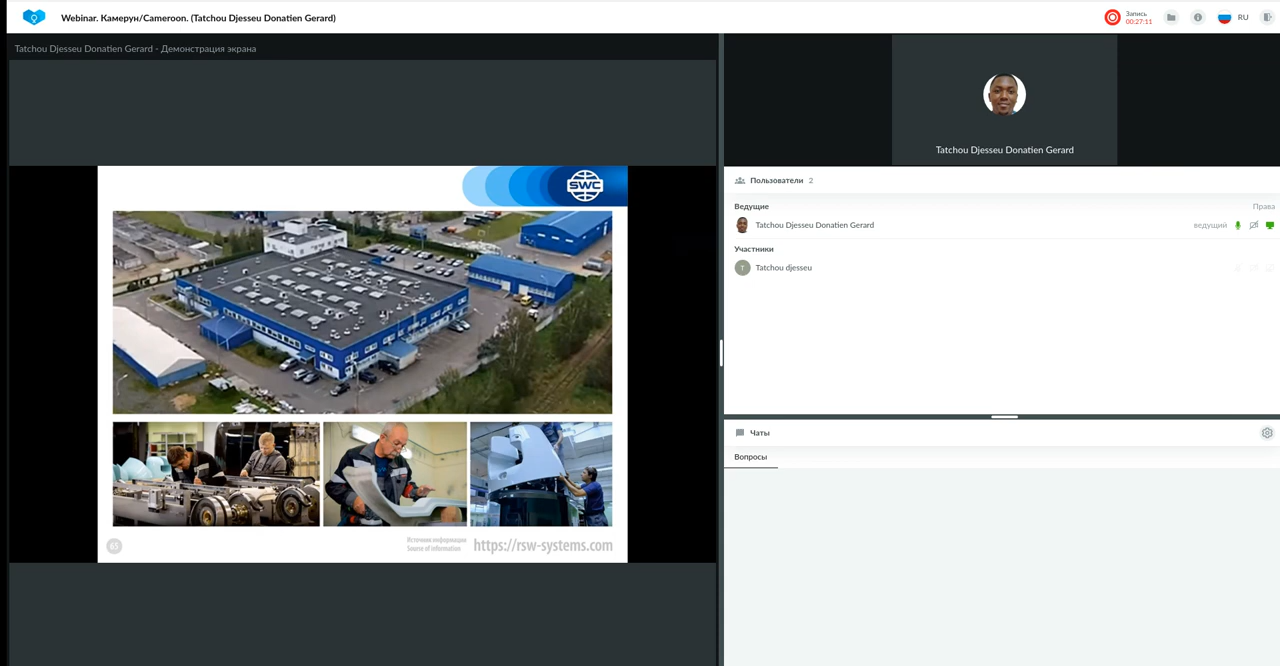 Webinar. Камерун/Cameroon. (Tatchou Djesseu Donatien Gerard)
Запись
00:27:11
RU
Tatchou Djesseu Donatien Gerard - Демонстрация экрана
SWC
65
Источник информации
Source of information
https://rsw-systems.com
Tatchou Djesseu Donatien Gerard
Пользователи 2
Ведущие Права
Tatchou Djesseu Donatien Gerard ведущий
Участники
T Tatchou djesseu
Чаты
Вопросы